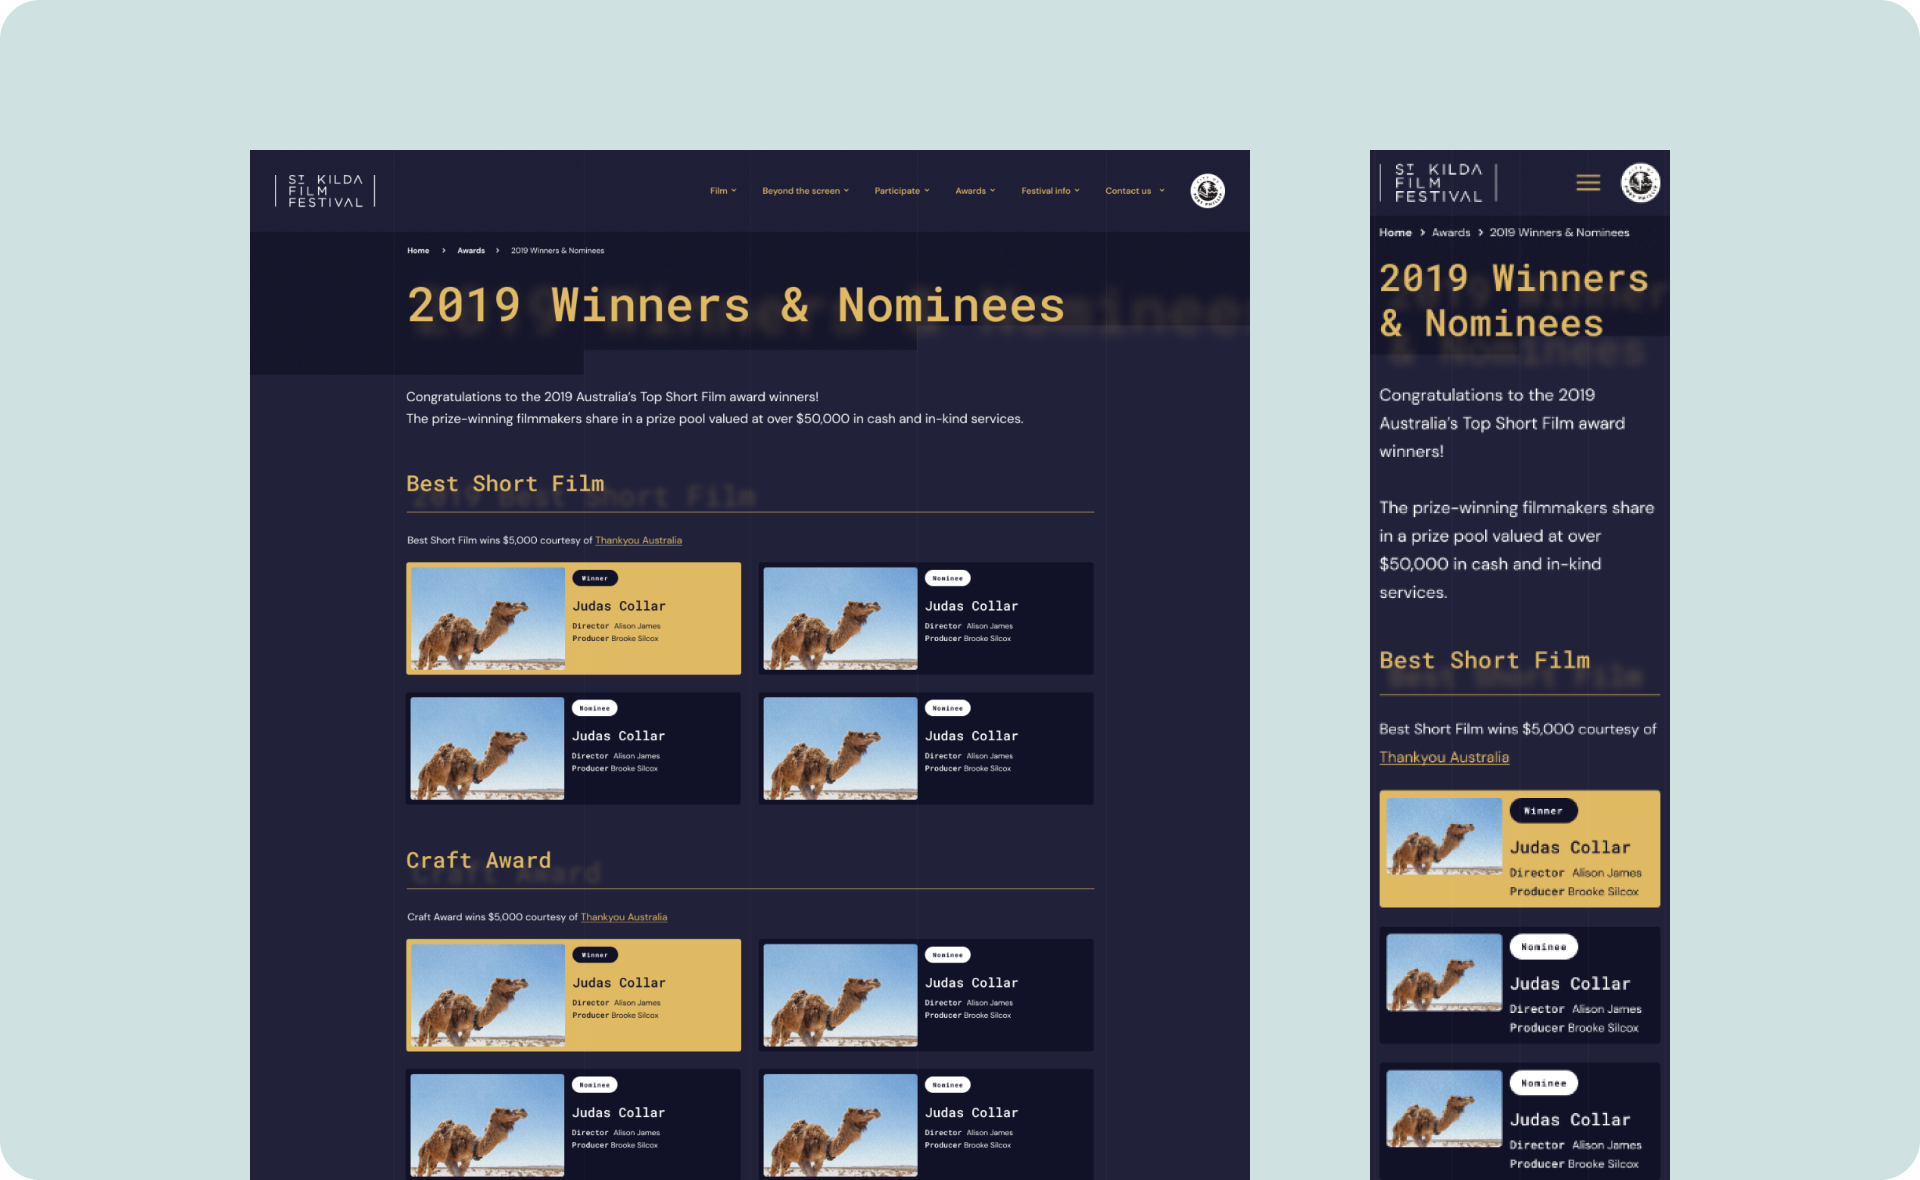 ST KILDA
FILM
FESTIVAL
Film
Beyond the screen
Participate
Awards
Festival info
Contact us
Home > Awards > 2019 Winners & Nominees
2019 Winners & Nominees
Congratulations to the 2019 Australia's Top Short Film award winners!
The prize-winning filmmakers share in a prize pool valued at over $50,000 in cash and in-kind services.
Best Short Film
Best Short Film wins $5,000 courtesy of Thankyou Australia
Winner
Judas Collar
Director Alison James
Producer Brooke Silcox
Nominee
Judas Collar
Director Alison James
Producer Brooke Silcox
Nominee
Judas Collar
Director Alison James
Producer Brooke Silcox
Nominee
Judas Collar
Director Alison James
Producer Brooke Silcox
Craft Award
Craft Award wins $5,000 courtesy of Thankyou Australia
Winner
Judas Collar
Director Alison James
Producer Brooke Silcox
Nominee
Judas Collar
Director Alison James
Producer Brooke Silcox
Nominee
Judas Collar
Director Alison James
Producer Brooke Silcox
Nominee
Judas Collar
Director Alison James
Producer Brooke Silcox
ST KILDA
FILM
FESTIVAL
CITY OF PORT PHILLIP
Home > Awards > 2019 Winners & Nominees
2019 Winners
& Nominees
Congratulations to the 2019
Australia's Top Short Film award
winners!
The prize-winning filmmakers share
in a prize pool valued at over
$50,000 in cash and in-kind
services.
Best Short Film
Best Short Film wins $5,000 courtesy of
Thankyou Australia
Winner
Judas Collar
Director Alison James
Producer Brooke Silcox
Nominee
Judas Collar
Director Alison James
Producer Brooke Silcox
Nominee
Judas Collar
Director Alison James
Producer Brooke Silcox